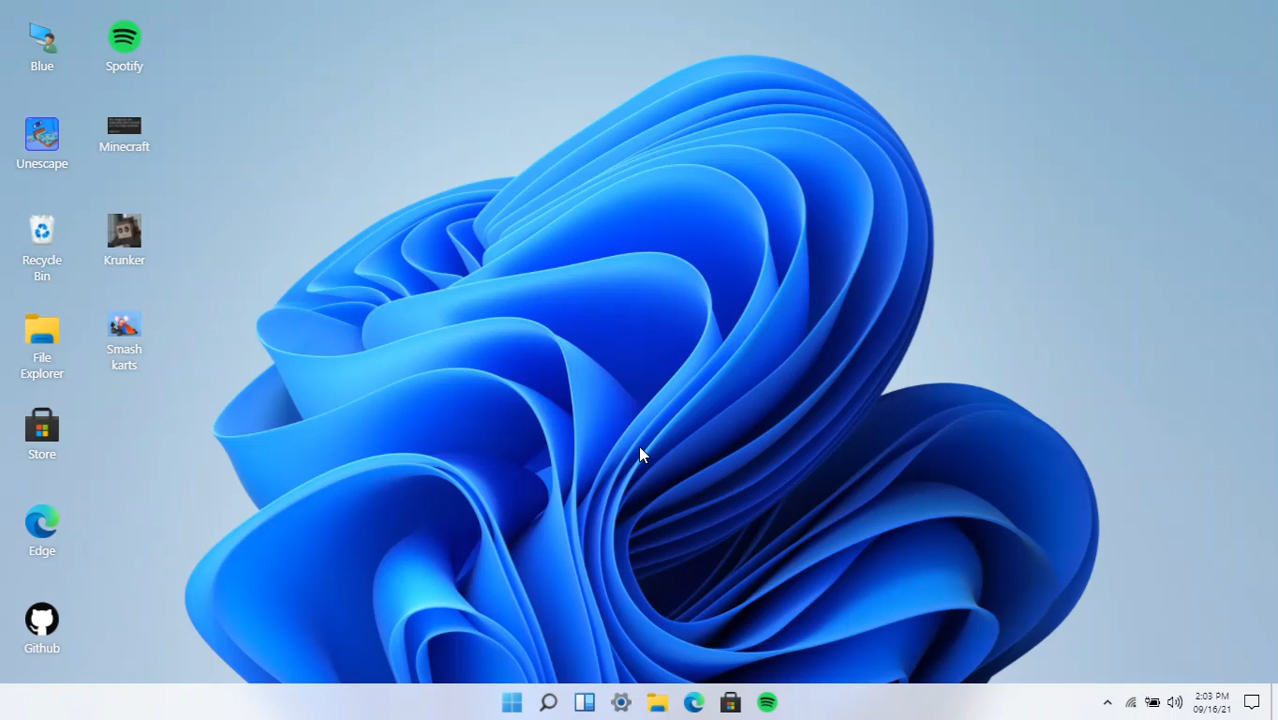 Blue
Spotify
Unescape
Minecraft
Recycle
Bin
Krunker
File
Explorer
Smash
karts
Store
Edge
Github
2:03 PM
09/16/21